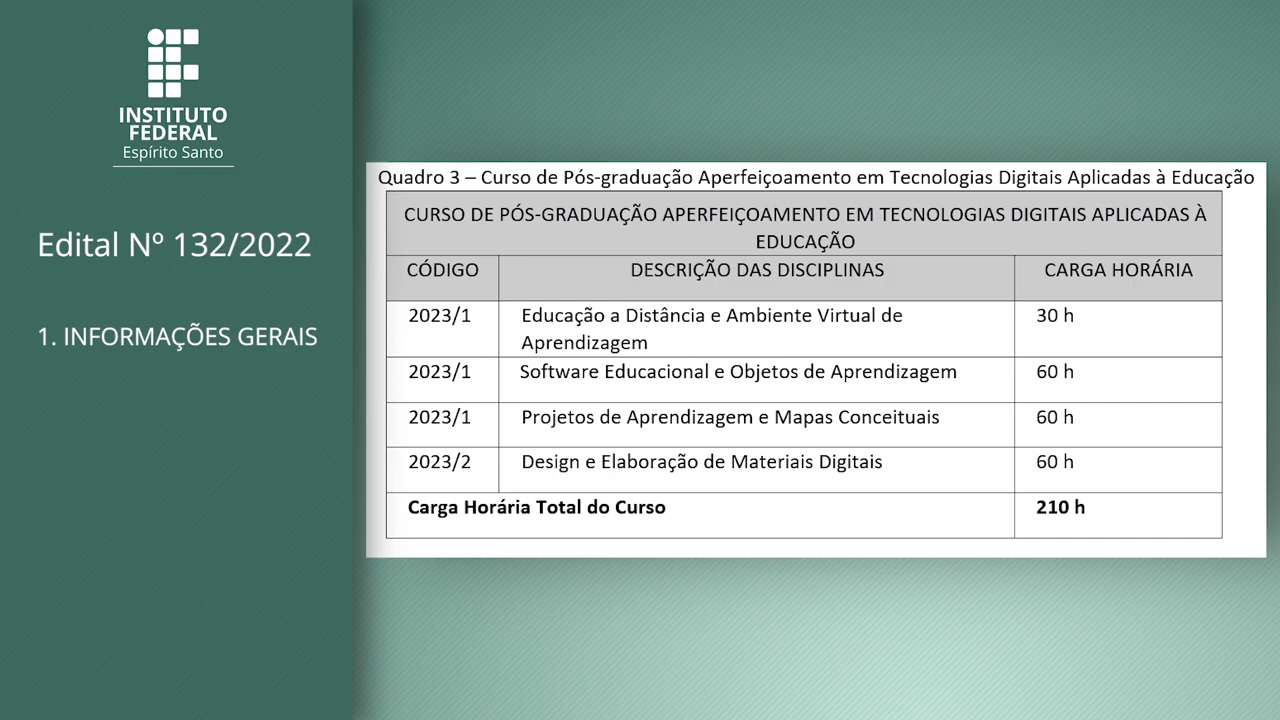 INSTITUTO
FEDERAL
Espírito Santo
Edital Nº 132/2022
1. INFORMAÇÕES GERAIS
Quadro 3 – Curso de Pós-graduação Aperfeiçoamento em Tecnologias Digitais Aplicadas à Educação
CURSO DE PÓS-GRADUAÇÃO APERFEIÇOAMENTO EM TECNOLOGIAS DIGITAIS APLICADAS À
EDUCAÇÃO
CÓDIGO DESCRIÇÃO DAS DISCIPLINAS CARGA HORÁRIA
2023/1 Educação a Distância e Ambiente Virtual de 30 h
Aprendizagem
2023/1 Software Educacional e Objetos de Aprendizagem 60 h
2023/1 Projetos de Aprendizagem e Mapas Conceituais 60 h
2023/2 Design e Elaboração de Materiais Digitais 60 h
Carga Horária Total do Curso 210 h